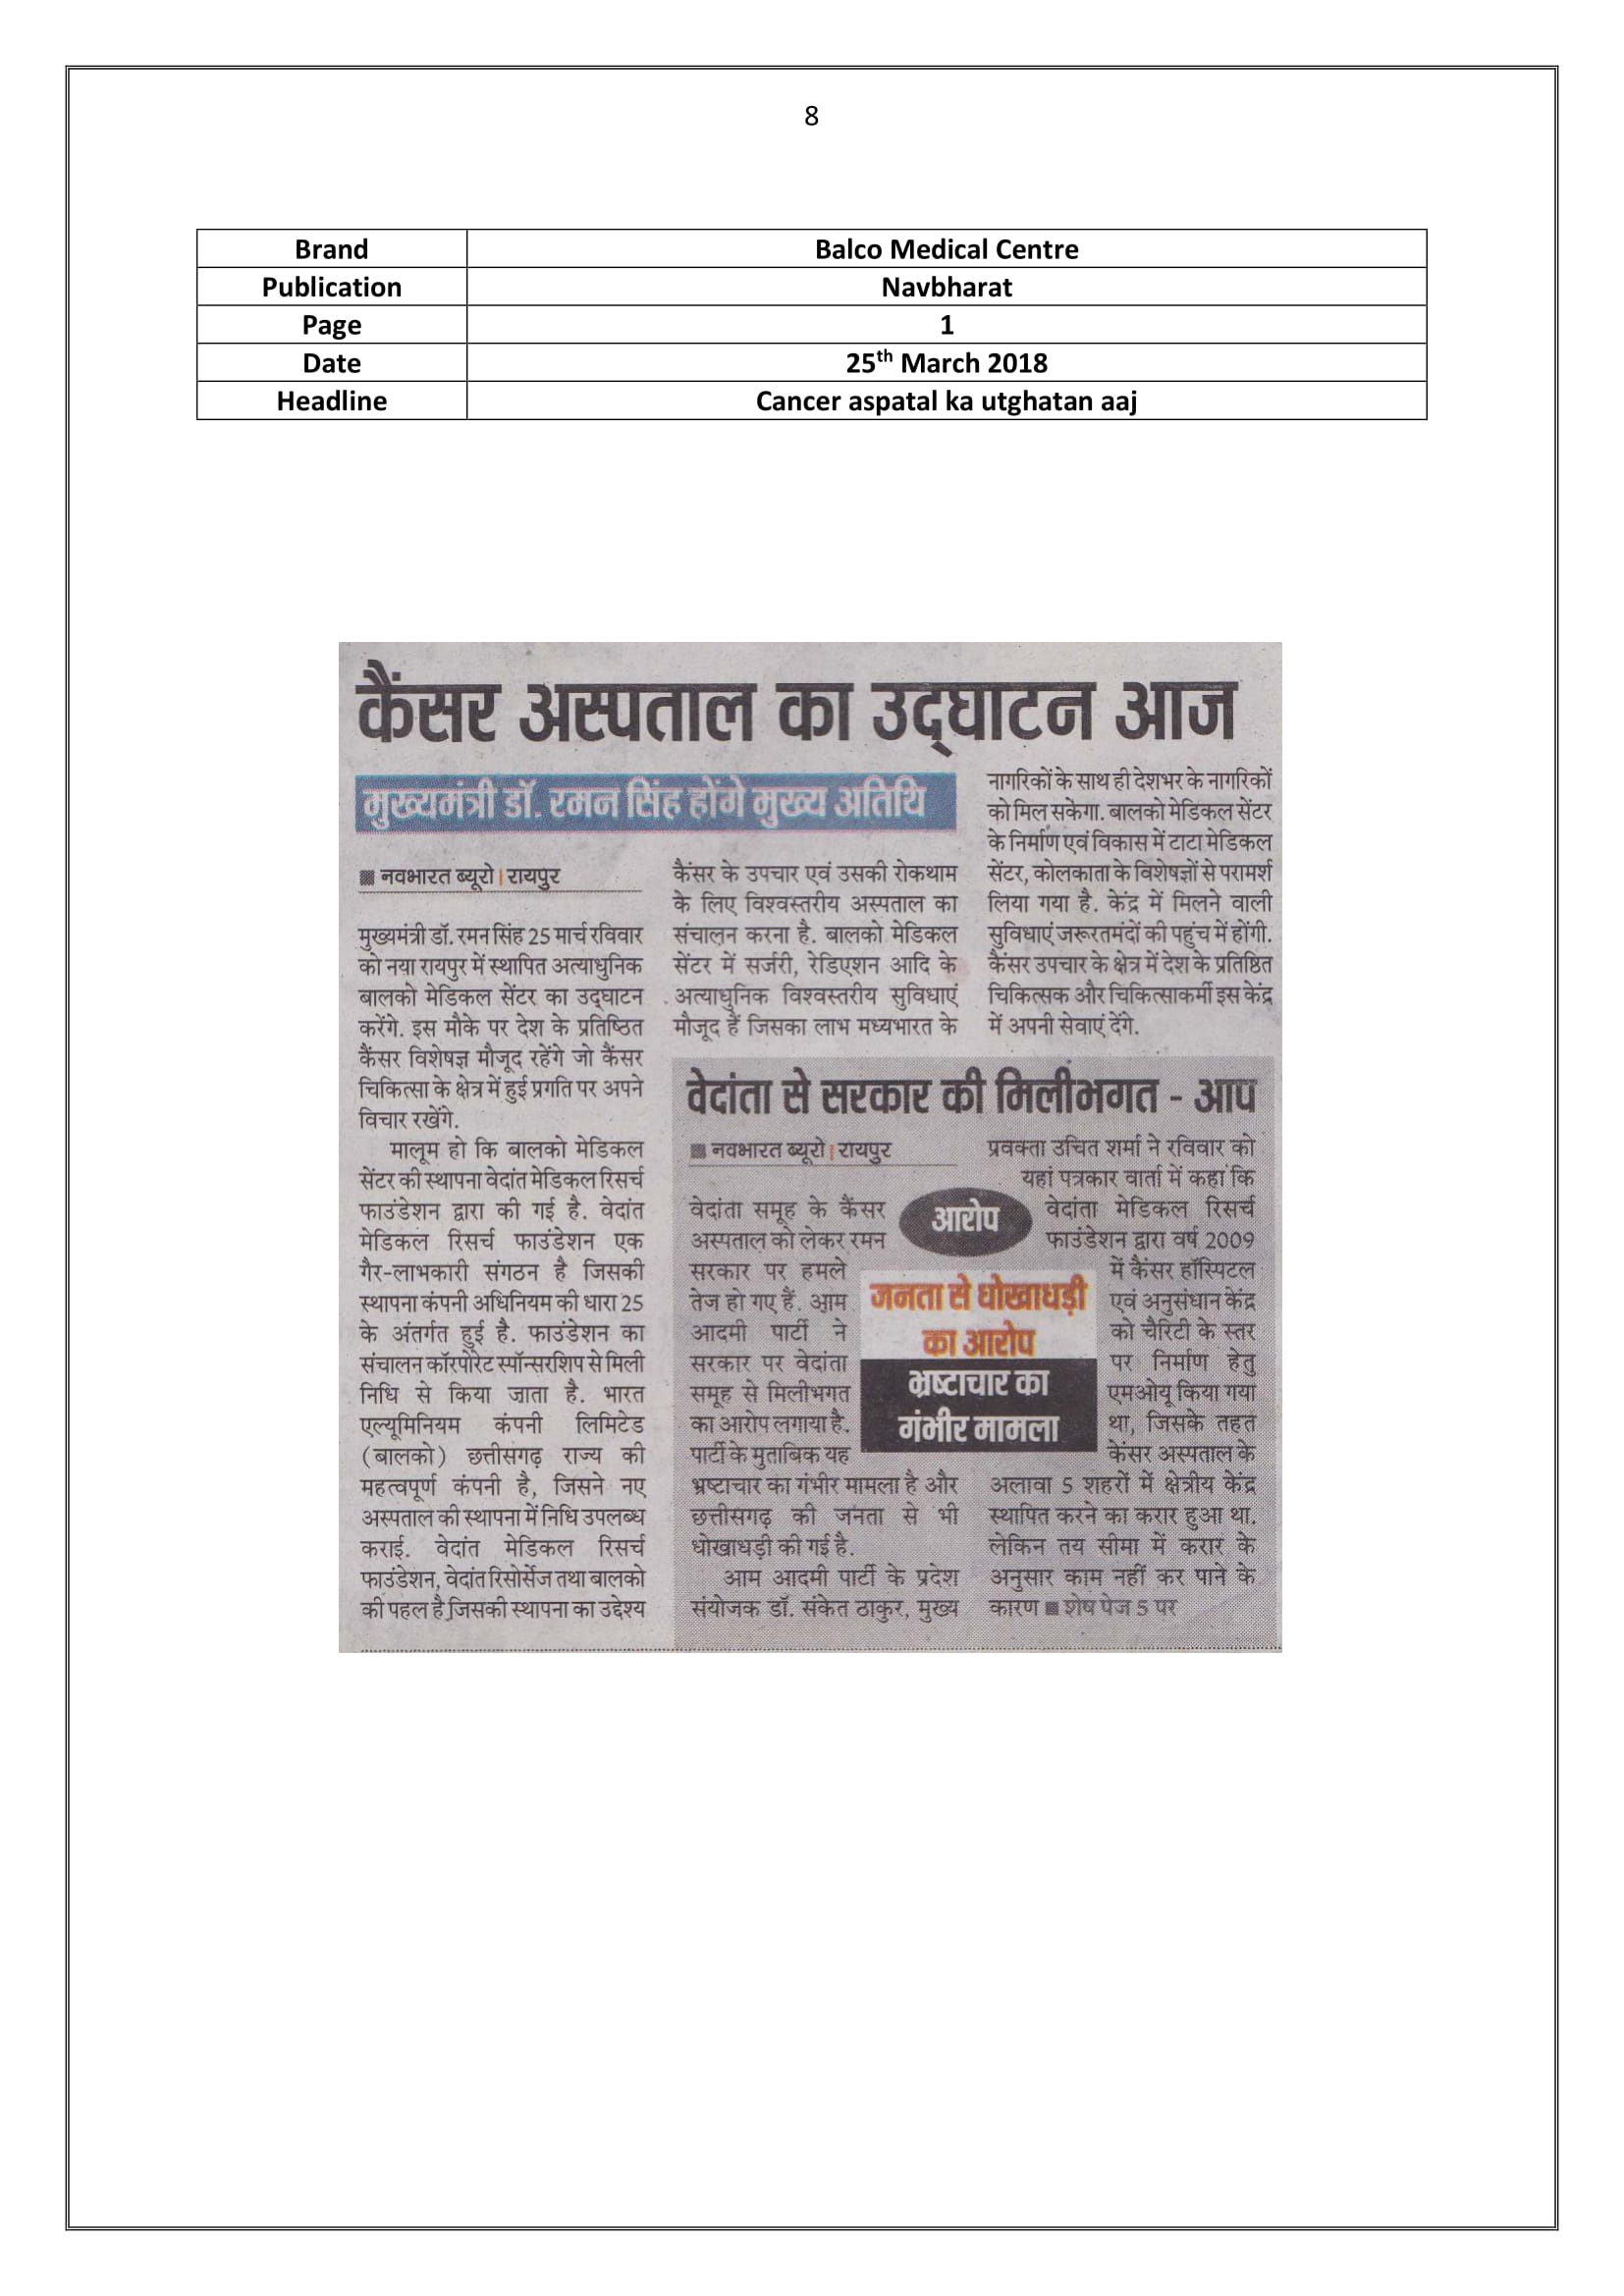 8
Brand Balco Medical Centre
Publication Navbharat
Page 1
Date 25th March 2018
Headline Cancer aspatal ka utghatan aaj
कैंसर अस्पताल का उद्घाटन आज
मुख्यमंत्री डॉ. रमन सिंह होंगे मुख्य अतिथि
■ नवभारत ब्यूरो | रायपुर
मुख्यमंत्री डॉ. रमन सिंह 25 मार्च रविवार
को नया रायपुर में स्थापित अत्याधुनिक
बालको मेडिकल सेंटर का उद्घाटन
करेंगे. इस मौके पर देश के प्रतिष्ठित
कैंसर विशेषज्ञ मौजूद रहेंगे जो कैंसर
चिकित्सा के क्षेत्र में हुई प्रगति पर अपने
विचार रखेंगे.
मालूम हो कि बालको मेडिकल
सेंटर की स्थापना वेदांत मेडिकल रिसर्च
फाउंडेशन द्वारा की गई है. वेदांत
मेडिकल रिसर्च फाउंडेशन एक
गैर-लाभकारी संगठन है जिसकी
स्थापना कंपनी अधिनियम की धारा 25
के अंतर्गत हुई है. फाउंडेशन का
संचालन कॉरपोरेट स्पॉन्सरशिप से मिली
निधि से किया जाता है. भारत
एल्यूमिनियम कंपनी लिमिटेड
(बालको) छत्तीसगढ़ राज्य की
महत्वपूर्ण कंपनी है, जिसने नए
अस्पताल की स्थापना में निधि उपलब्ध
कराई. वेदांत मेडिकल रिसर्च
फाउंडेशन, वेदांत रिसोर्सेज तथा बालको
की पहल है,जिसकी स्थापना का उद्देश्य
कैंसर के उपचार एवं उसकी रोकथाम
के लिए विश्वस्तरीय अस्पताल का
संचालन करना है. बालको मेडिकल
सेंटर में सर्जरी, रेडिएशन आदि के
अत्याधुनिक विश्वस्तरीय सुविधाएं
मौजूद हैं जिसका लाभ मध्यभारत के
नागरिकों के साथ ही देशभर के नागरिकों
को मिल सकेंगा. बालको मेडिकल सेंटर
के निर्माण एवं विकास में टाटा मेडिकल
सेंटर, कोलकाता के विशेषज्ञों से परामर्श
लिया गया है. केंद्र में मिलने वाली
सुविधाएं जरूरतमंदों की पहुंच में होंगी.
कैंसर उपचार के क्षेत्र में देश के प्रतिष्ठित
चिकित्सक और चिकित्साकर्मी इस केंद्र
में अपनी सेवाएं देंगे.
वेदांता से सरकार की मिलीभगत - आप
■ नवभारत ब्यूरो | रायपुर
वेदांता समूह के कैंसर
अस्पताल को लेकर रमन
सरकार पर हमले
तेज हो गए हैं. आम
आदमी पार्टी ने
सरकार पर वेदांता
समूह से मिलीभगत
का आरोप लगाया है.
पार्टी के मुताबिक यह
भ्रष्टाचार का गंभीर मामला है और
छत्तीसगढ़ की जनता से भी
धोखाधड़ी की गई है.
आम आदमी पार्टी के प्रदेश
संयोजक डॉ. संकेत ठाकुर, मुख्य
आरोप
जनता से धोखाधड़ी
का आरोप
भ्रष्टाचार का
गंभीर मामला
प्रवक्ता उचित शर्मा ने रविवार को
यहां पत्रकार वार्ता में कहा कि
वेदांता मेडिकल रिसर्च
फाउंडेशन द्वारा वर्ष 2009
में कैंसर हॉस्पिटल
एवं अनुसंधान केंद्र
को चैरिटी के स्तर
पर निर्माण हेतु
एमओयू किया गया
था, जिसके तहत
केंसर अस्पताल के
अलावा 5 शहरों में क्षेत्रीय केंद्र
स्थापित करने का करार हुआ था.
लेकिन तय सीमा में करार के
अनुसार काम नहीं कर पाने के
कारण ■ शेष पेज 5 पर